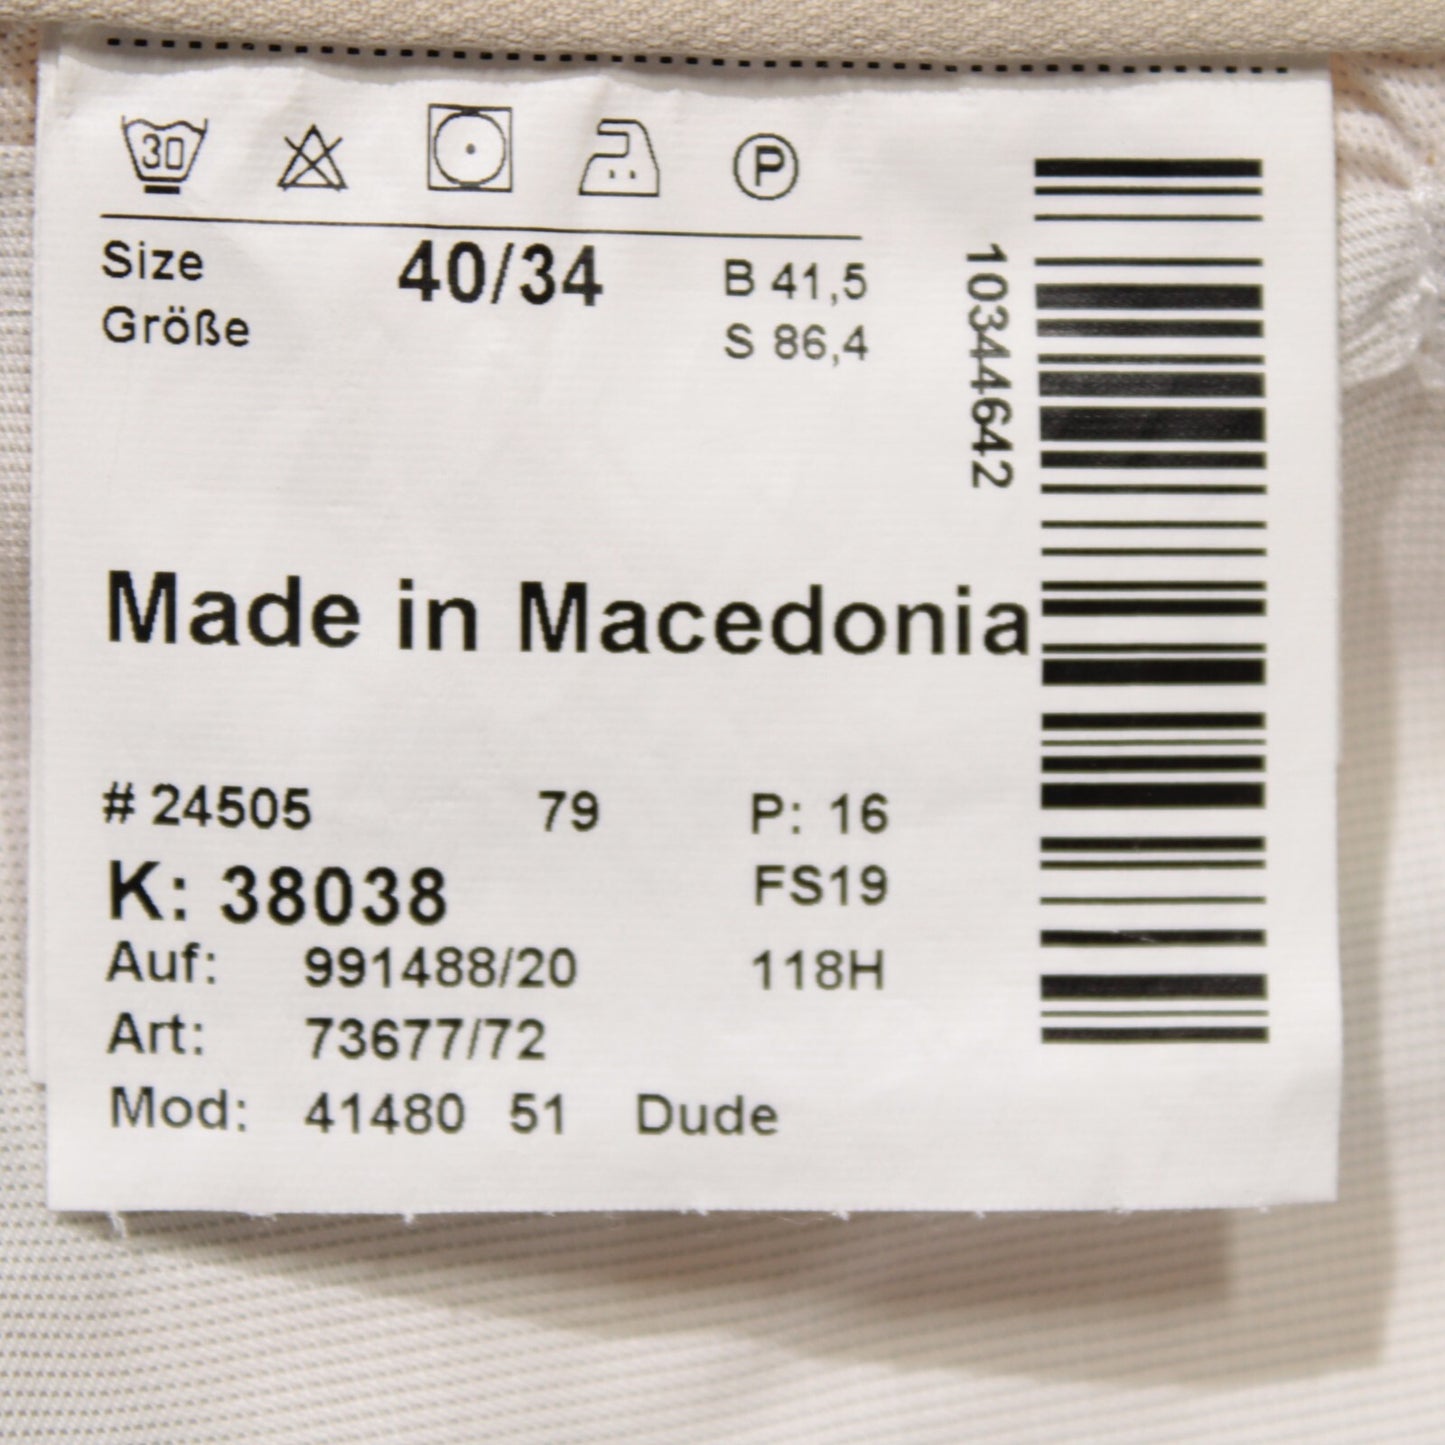 30
P
Size 40/34 B 41,5
Größe S 86,4
10344642
Made in Macedonia
# 24505 79 P: 16
K: 38038 FS19
Auf: 991488/20 118H
Art: 73677/72
Mod: 41480 51 Dude